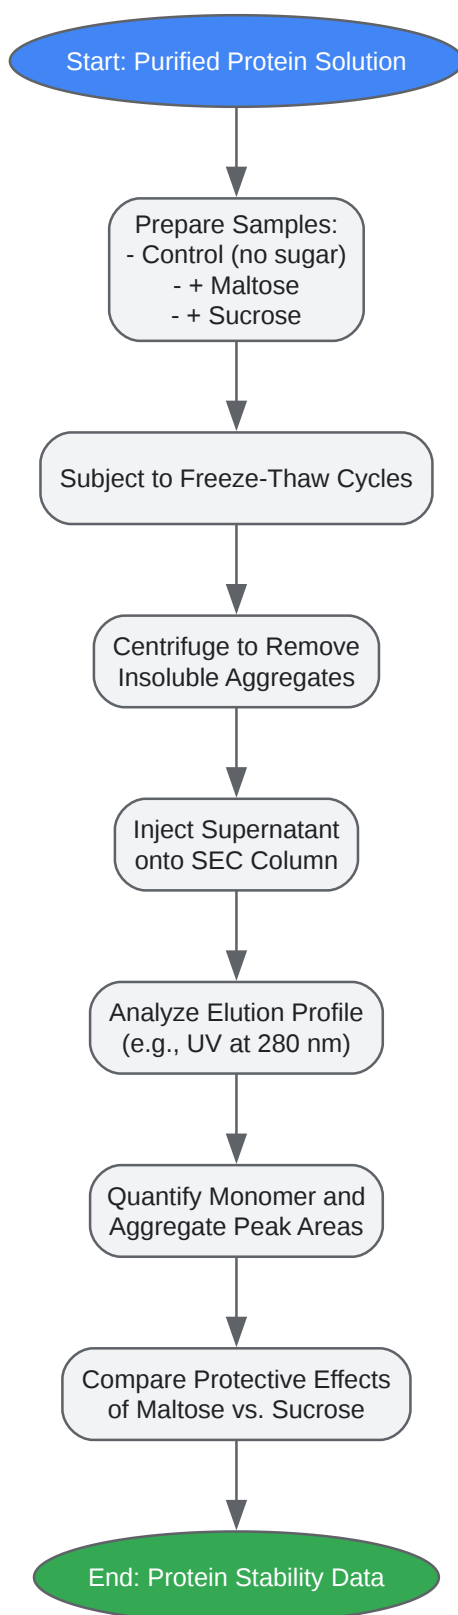 Start: Purified Protein Solution
Prepare Samples:
- Control (no sugar)
- + Maltose
- + Sucrose
Subject to Freeze-Thaw Cycles
Centrifuge to Remove
Insoluble Aggregates
Inject Supernatant
onto SEC Column
Analyze Elution Profile
(e.g., UV at 280 nm)
Quantify Monomer and
Aggregate Peak Areas
Compare Protective Effects
of Maltose vs. Sucrose
End: Protein Stability Data